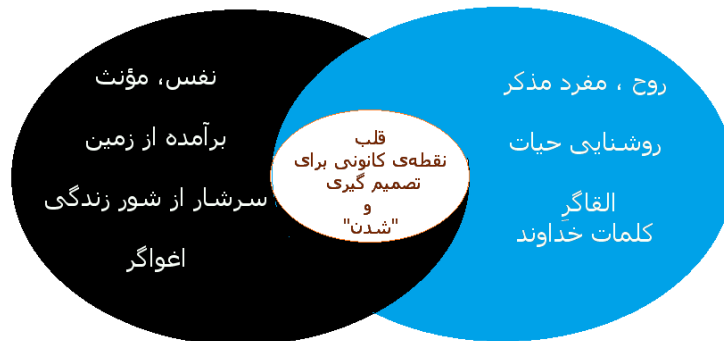 روح ، مفرد مذکر
روشنایی حیات
القاگرِ
کلمات خداوند
قلب
نقطه‌ی کانونی برای
تصمیم گیری
و
"شدن"
نفس، مؤنث
برآمده از زمین
سرشار از شور زندگی
اغواگر